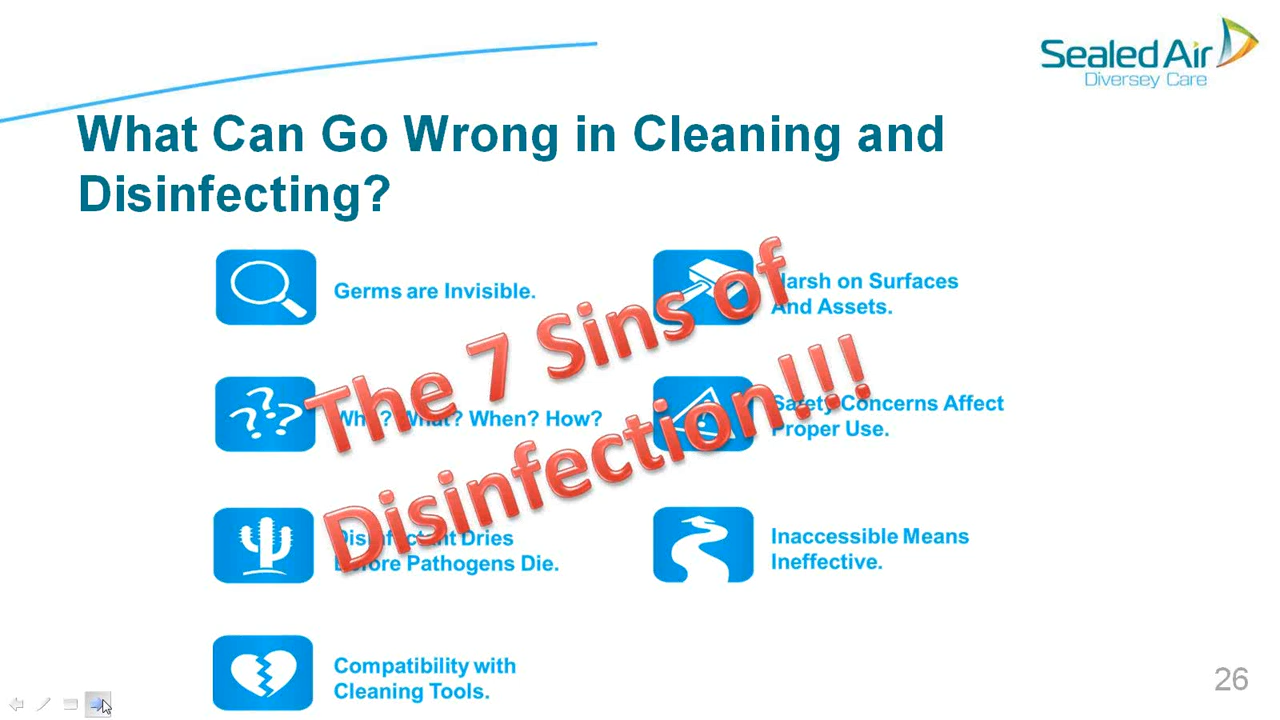 Sealed Air
Diversey Care
What Can Go Wrong in Cleaning and
Disinfecting?
Germs are Invisible.
Harsh on Surfaces
And Assets.
Who? What? When? How?
Safety Concerns Affect
Proper Use.
Disinfectant Dries
Before Pathogens Die.
Inaccessible Means
Ineffective.
Compatibility with
Cleaning Tools.
The 7 Sins of
Disinfection!!!
26